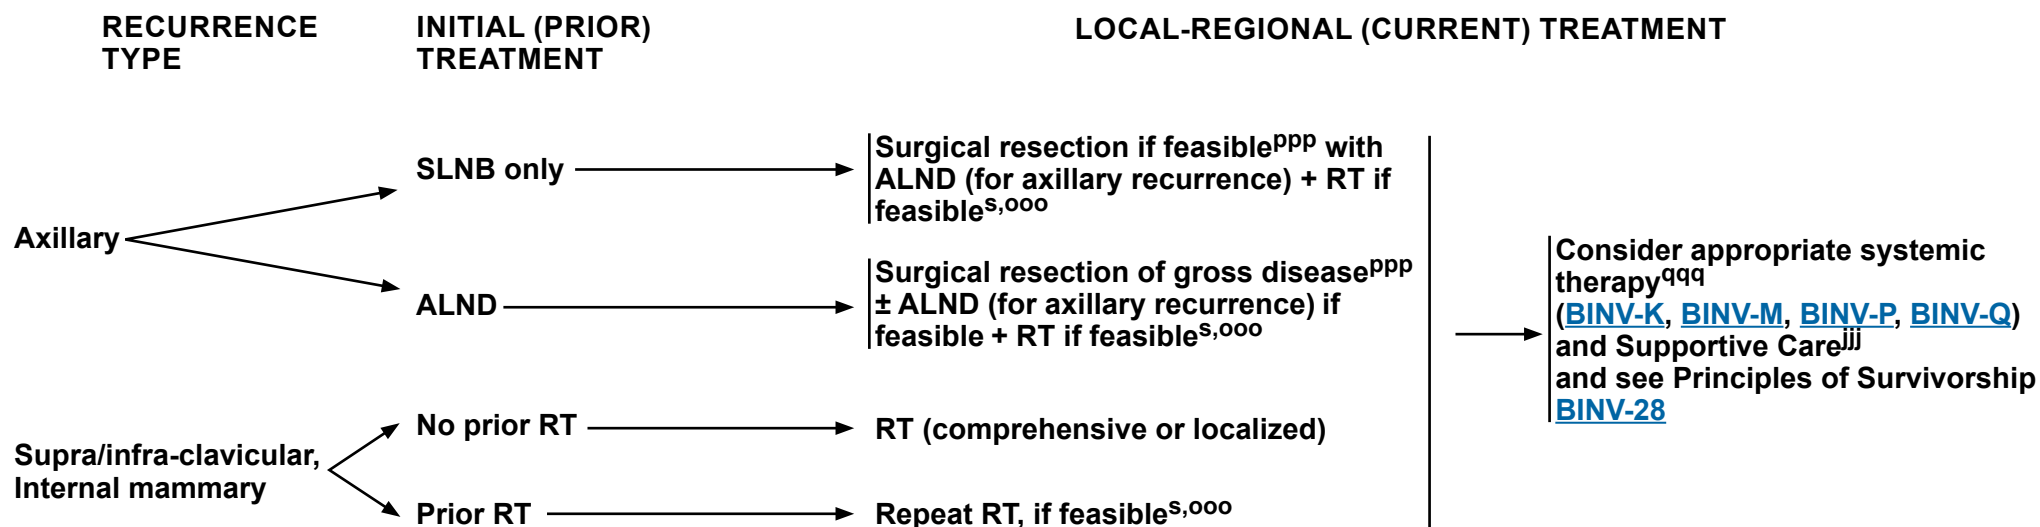 RECURRENCE TYPE
INITIAL (PRIOR) TREATMENT
LOCAL-REGIONAL (CURRENT) TREATMENT
Axillary
SLNB only
Surgical resection if feasibleppp with
ALND (for axillary recurrence) + RT if
feasibles,ooo
ALND
Surgical resection of gross diseaseppp
± ALND (for axillary recurrence) if
feasible + RT if feasibles,ooo
Supra/infra-clavicular,
Internal mammary
No prior RT
RT (comprehensive or localized)
Prior RT
Repeat RT, if feasibles,ooo
Consider appropriate systemic
therapyqqq
(BINV-K, BINV-M, BINV-P, BINV-Q)
and Supportive Carejjj
and see Principles of Survivorship
BINV-28